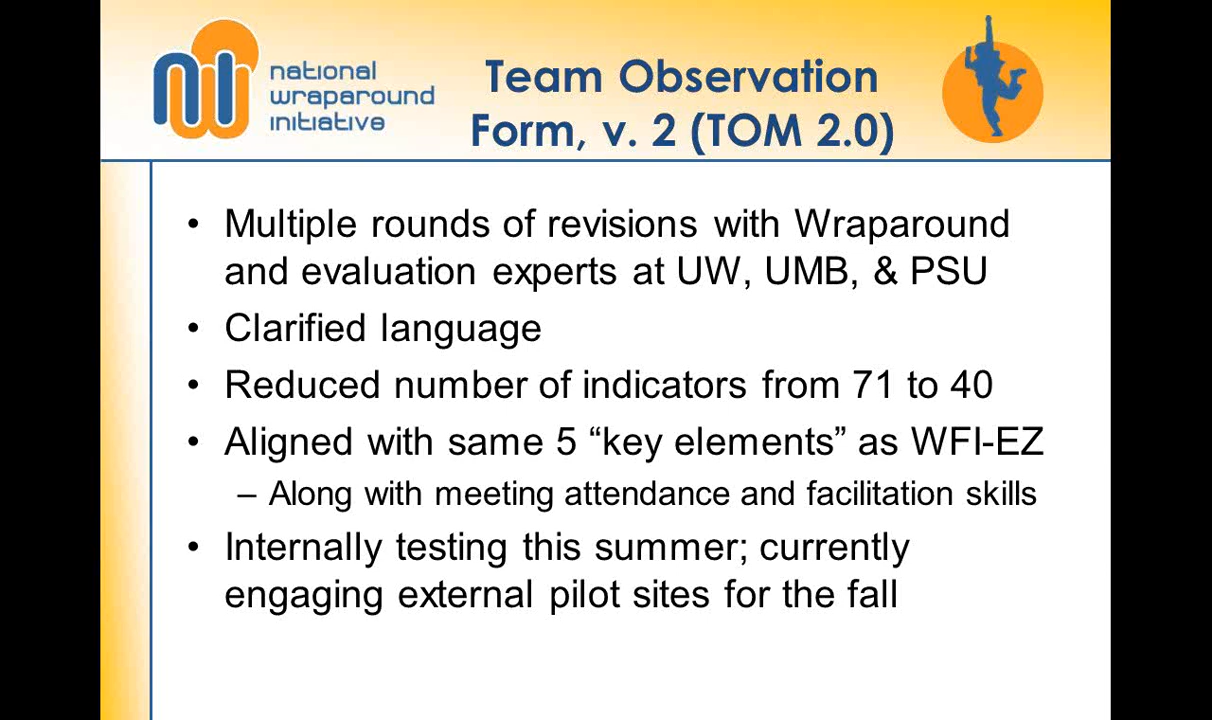 national
wraparound
initiative
Team Observation
Form, v. 2 (TOM 2.0)
• Multiple rounds of revisions with Wraparound
and evaluation experts at UW, UMB, & PSU
• Clarified language
• Reduced number of indicators from 71 to 40
• Aligned with same 5 “key elements” as WFI-EZ
– Along with meeting attendance and facilitation skills
• Internally testing this summer; currently
engaging external pilot sites for the fall